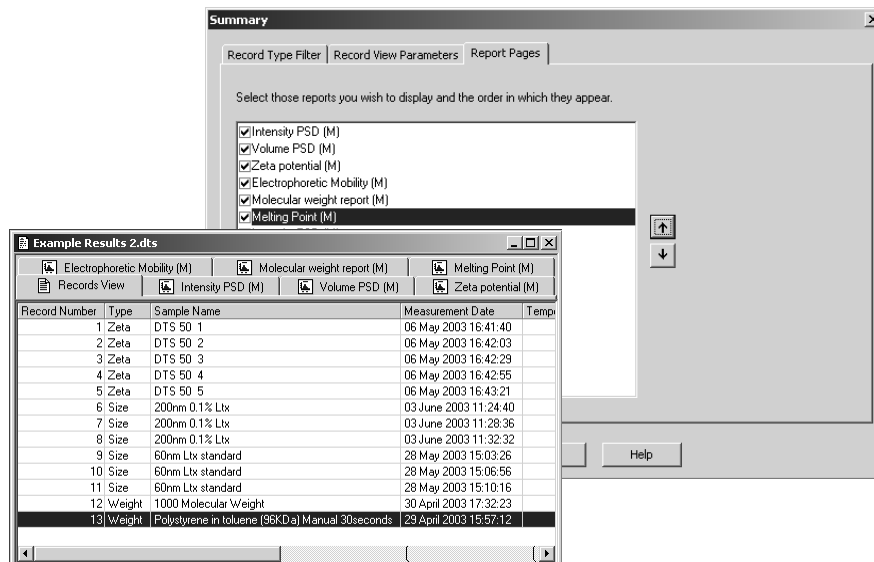 Summary
Record Type Filter
Record View Parameters
Report Pages
Select those reports you wish to display and the order in which they appear.
Intensity PSD (M)
Volume PSD (M)
Zeta potential (M)
Electrophoretic Mobility (M)
Molecular weight report (M)
Melting Point (M)
Help
Example Results 2.dts
Electrophoretic Mobility (M)
Molecular weight report (M)
Melting Point (M)
Records View
Intensity PSD (M)
Volume PSD (M)
Zeta potential (M)
Record Number Type Sample Name Measurement Date
1 Zeta DTS 50 1 06 May 2003 16:41:40
2 Zeta DTS 50 2 06 May 2003 16:42:03
3 Zeta DTS 50 3 06 May 2003 16:42:29
4 Zeta DTS 50 4 06 May 2003 16:42:55
5 Zeta DTS 50 5 06 May 2003 16:43:21
6 Size 200nm 0.1% Ltx 03 June 2003 11:24:40
7 Size 200nm 0.1% Ltx 03 June 2003 11:28:36
8 Size 200nm 0.1% Ltx 03 June 2003 11:32:32
9 Size 60nm Ltx standard 28 May 2003 15:03:26
10 Size 60nm Ltx standard 28 May 2003 15:06:56
11 Size 60nm Ltx standard 28 May 2003 15:10:16
12 Weight 1000 Molecular Weight 30 April 2003 17:32:23
13 Weight Polystyrene in toluene (96KDa) Manual 30seconds 29 April 2003 15:57:12